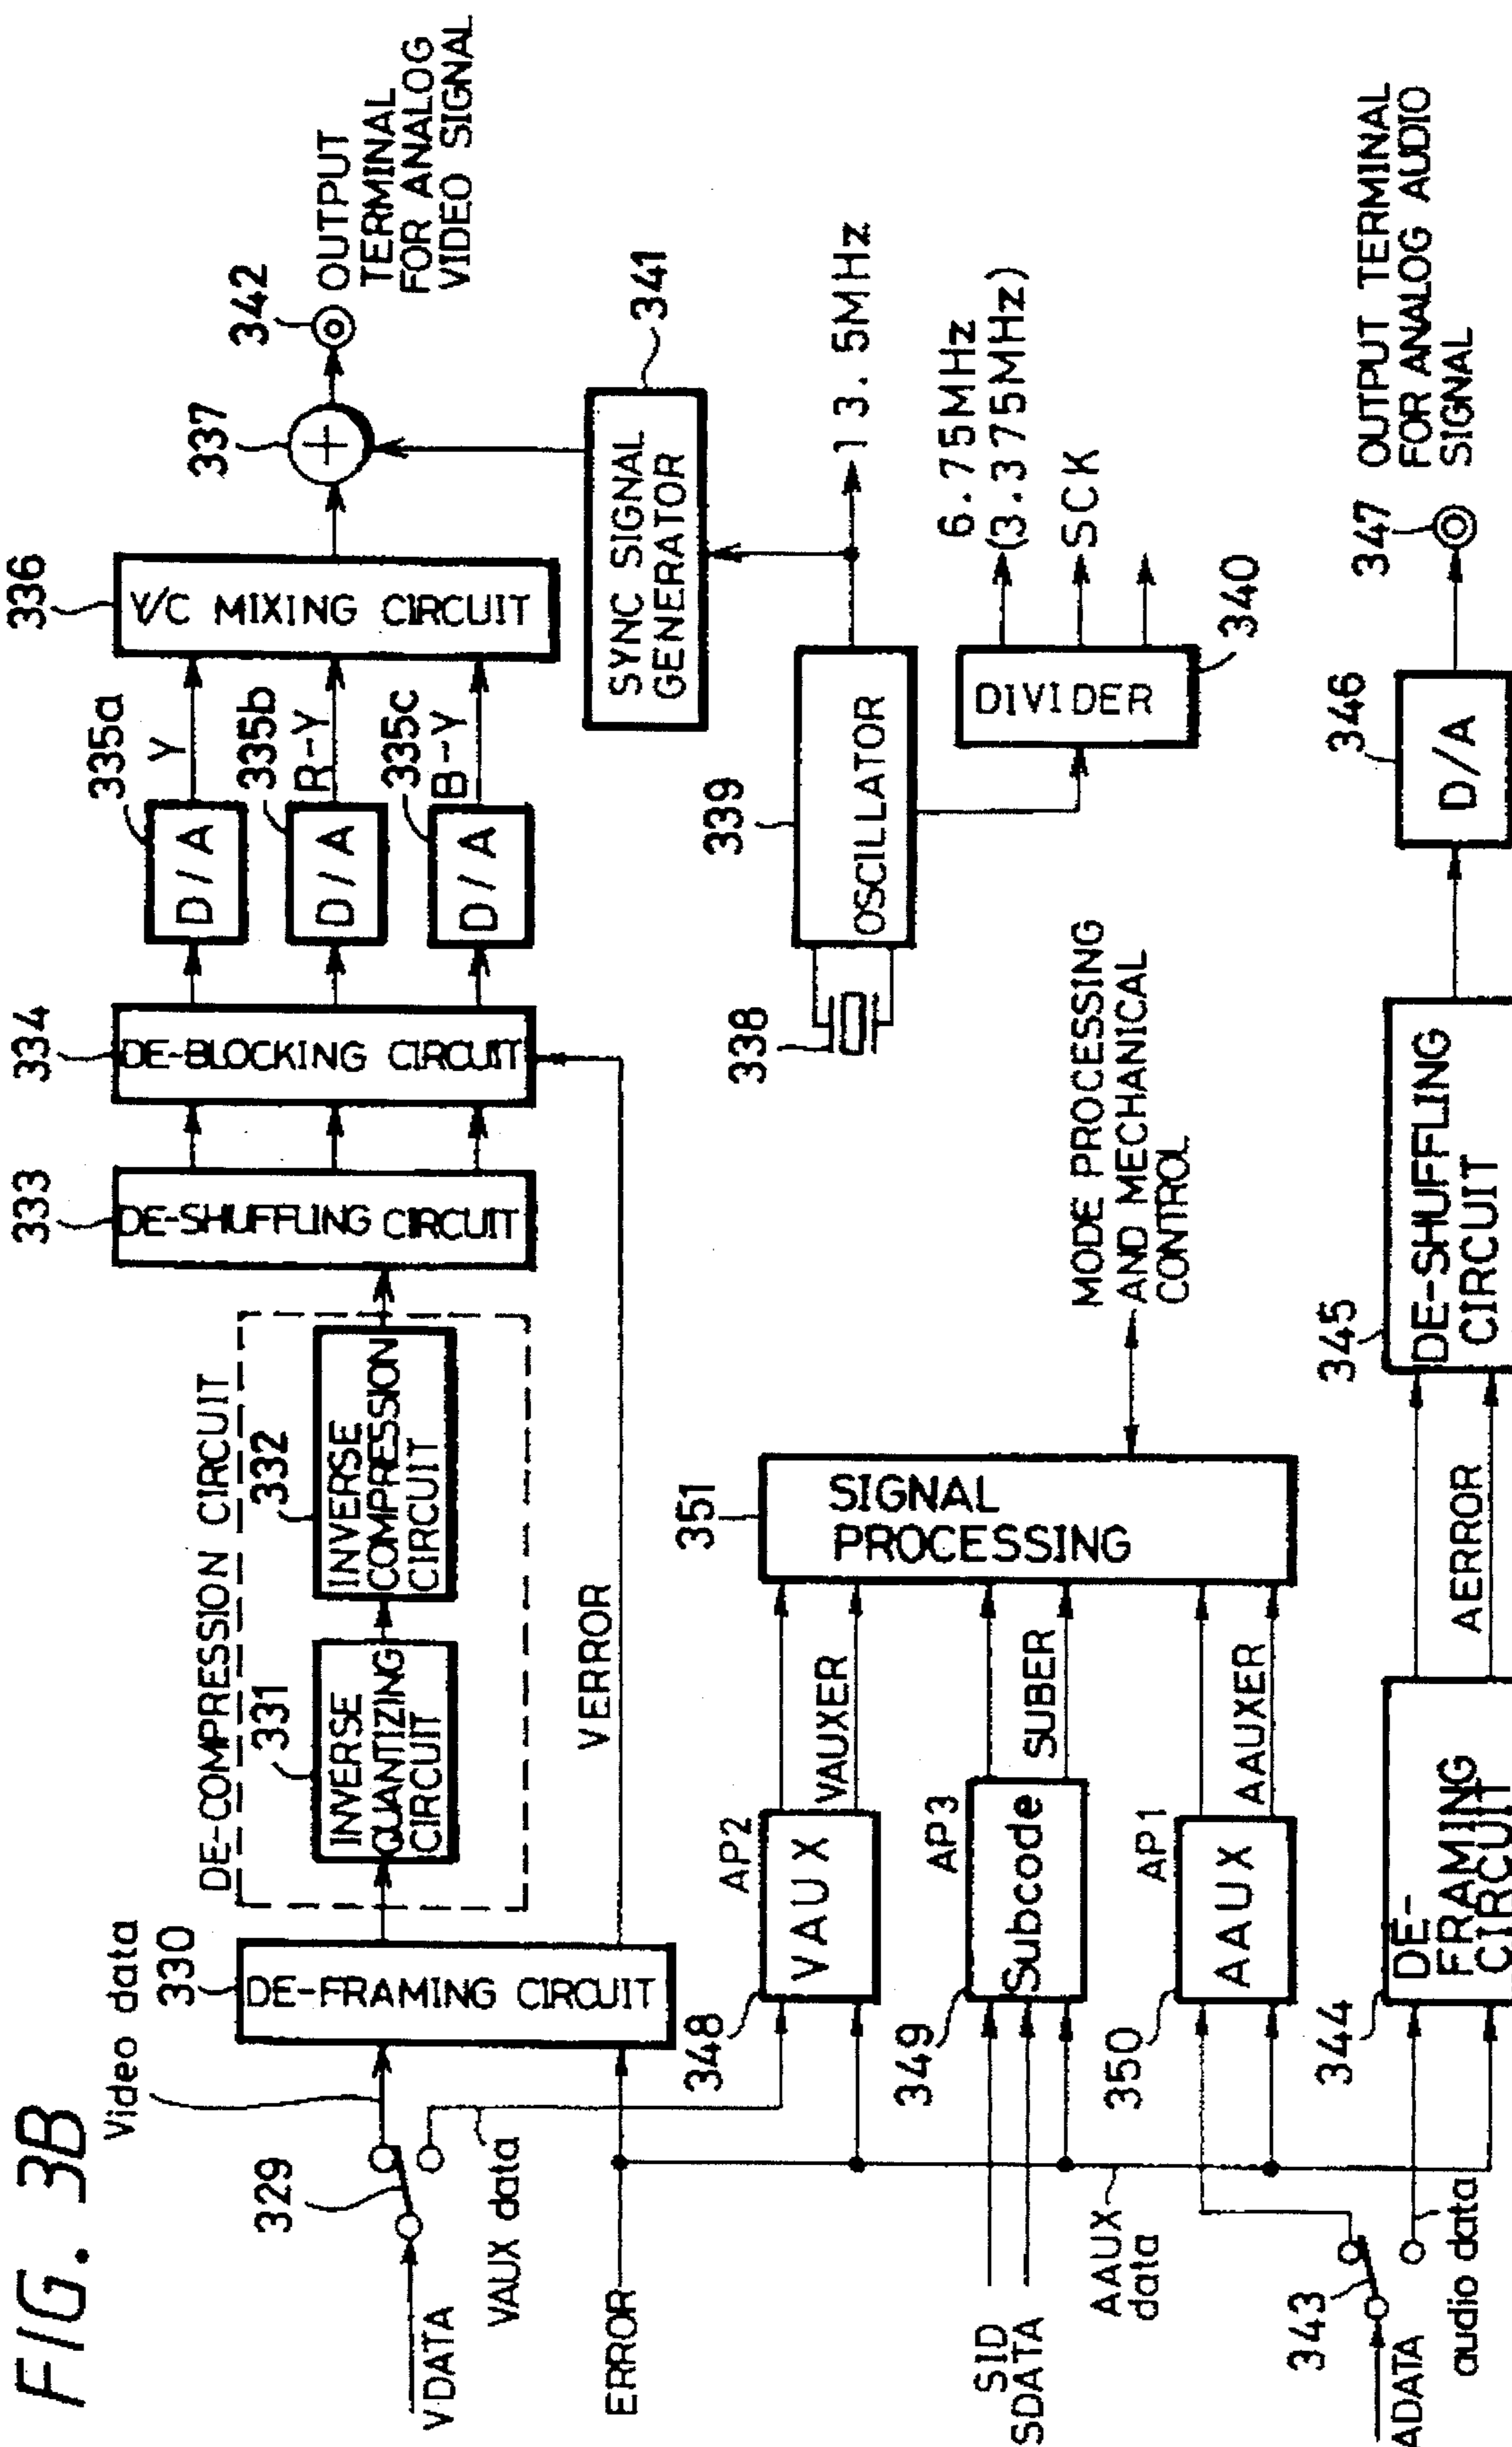 FIG. 3B
Video data
330
DE-COMPRESSION CIRCUIT
331
332
333
334
335a
Y
335b
R-Y
335c
B-Y
336
337
342
OUTPUT
TERMINAL
FOR ANALOG
VIDEO SIGNAL
329
VDATA
VAUX data
DE-FRAMING CIRCUIT
INVERSE
QUANTIZING
CIRCUIT
INVERSE
COMPRESSION
CIRCUIT
DE-SHUFFLING CIRCUIT
DE-BLOCKING CIRCUIT
D/A
D/A
D/A
Y/C MIXING CIRCUIT
VERROR
SYNC SIGNAL
GENERATOR
341
ERROR
348
AP2
VAUX
VAUXER
351
SIGNAL
PROCESSING
MODE PROCESSING
AND MECHANICAL
CONTROL
338
339
OSCILLATOR
13.5MHz
DIVIDER
340
6.75MHz
(3.375MHz)
SCK
349
AP3
Subcode
SUBER
SID
SDATA
AAUX
data
350
AP1
AAUX
AAUXER
343
ADATA
audio data
344
DE-
FRAMING
CIRCUIT
AERROR
345
DE-SHUFFLING
CIRCUIT
346
D/A
347
OUTPUT TERMINAL
FOR ANALOG AUDIO
SIGNAL